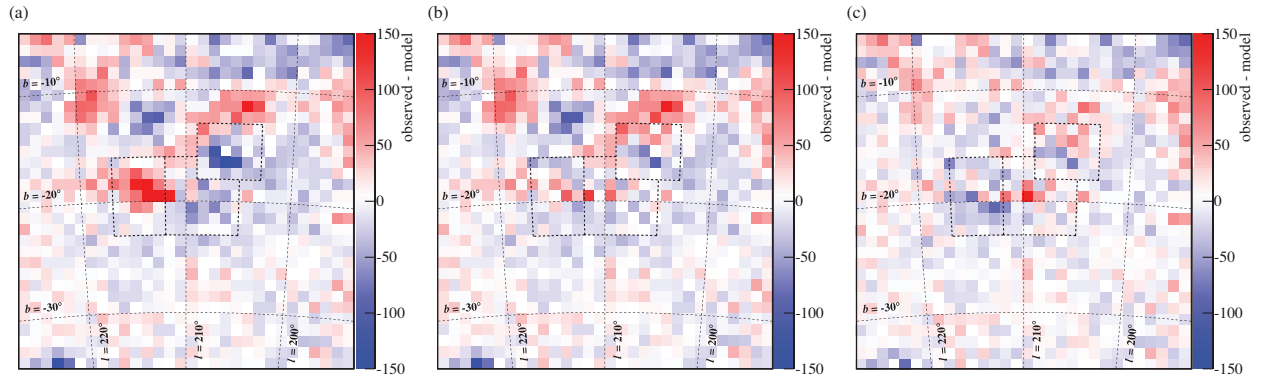 (a)
150
100
50
0
-50
-100
-150
observed - model
b = -10°
b = -20°
b = -30°
l = 220°
l = 210°
l = 200°
(b)
150
100
50
0
-50
-100
-150
observed - model
b = -10°
b = -20°
b = -30°
l = 220°
l = 210°
l = 200°
(c)
150
100
50
0
-50
-100
-150
observed - model
b = -10°
b = -20°
b = -30°
l = 220°
l = 210°
l = 200°